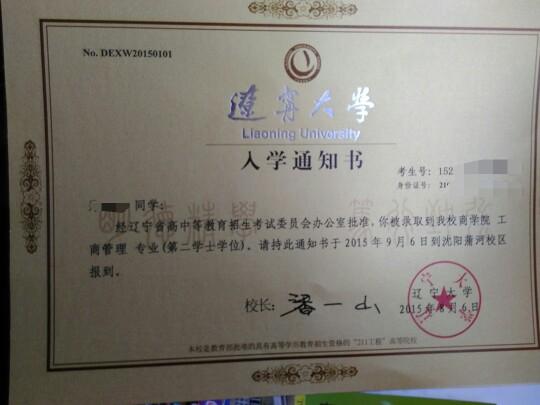 No. DEXW20150101
遼寧大學
Liaoning University
入学通知书
考生号: 152
身份证号: 21
同学:
经辽宁省高中等教育招生考试委员会办公室批准, 你被录取到我校商学院 工
商管理 专业(第二学士学位)。请持此通知书于 2015 年 9 月 6 日到沈阳蒲河校区
报到。
校长:
辽宁大学
2015 年 8 月 6 日
本校是教育部批准的具有高等学历教育招生资格的"211工程"高等院校